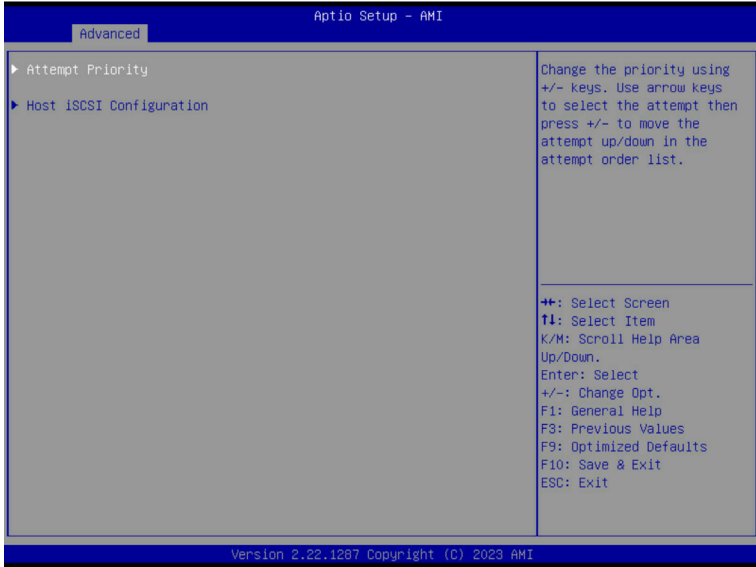 Aptio Setup – AMI
Advanced
▶ Attempt Priority
▶ Host iSCSI Configuration
Change the priority using
+/– keys. Use arrow keys
to select the attempt then
press +/– to move the
attempt up/down in the
attempt order list.
→←: Select Screen
↑↓: Select Item
K/M: Scroll Help Area
Up/Down.
Enter: Select
+/–: Change Opt.
F1: General Help
F3: Previous Values
F9: Optimized Defaults
F10: Save & Exit
ESC: Exit
Version 2.22.1287 Copyright (C) 2023 AMI